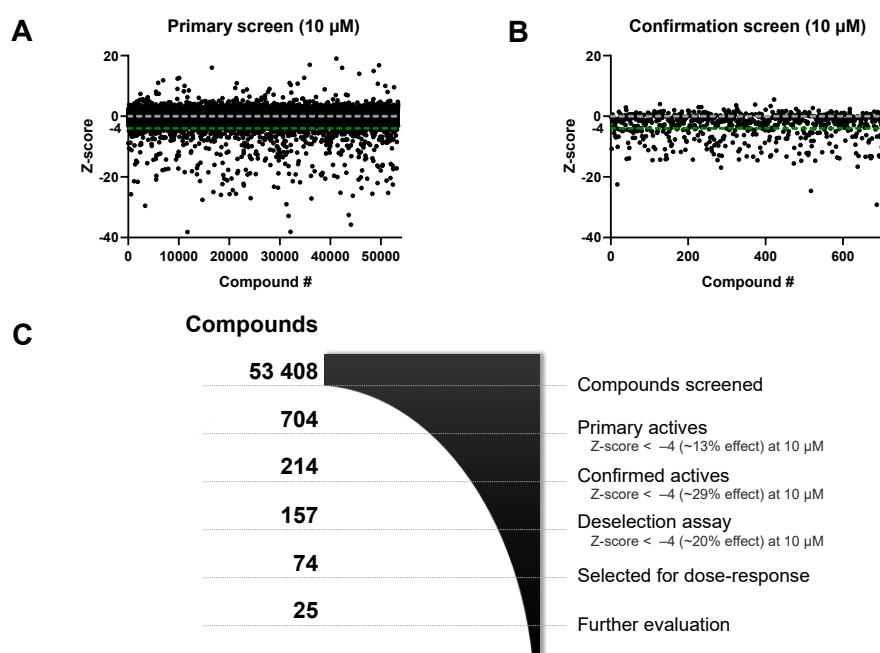 A
Primary screen (10 µM)
20
0
-4
-20
-40
Z-score
0
10000
20000
30000
40000
50000
Compound #
B
Confirmation screen (10 µM)
20
0
-4
-20
-40
Z-score
0
200
400
600
Compound #
C
Compounds
53 408
Compounds screened
704
Primary actives
Z-score < –4 (~13% effect) at 10 µM
214
Confirmed actives
Z-score < –4 (~29% effect) at 10 µM
157
Deselection assay
Z-score < –4 (~20% effect) at 10 µM
74
Selected for dose-response
25
Further evaluation